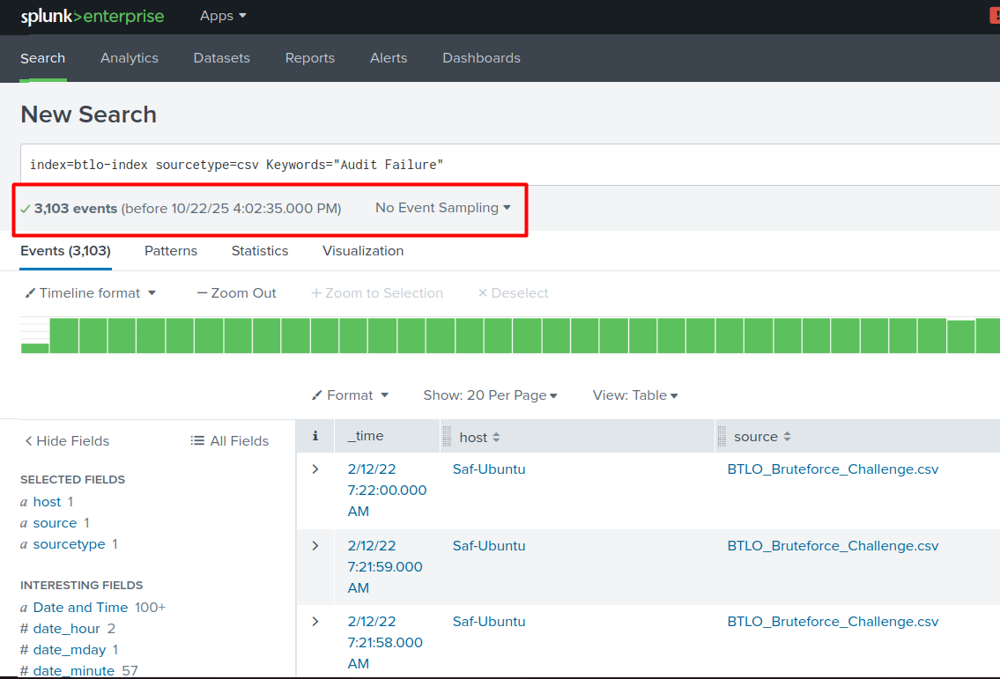 splunk>enterprise Apps
Search Analytics Datasets Reports Alerts Dashboards
New Search
index=btlo-index sourcetype=csv Keywords="Audit Failure"
3,103 events (before 10/22/25 4:02:35.000 PM) No Event Sampling
Events (3,103) Patterns Statistics Visualization
Timeline format — Zoom Out + Zoom to Selection × Deselect
Format Show: 20 Per Page View: Table
< Hide Fields All Fields
i _time host source
SELECTED FIELDS
a host 1
a source 1
a sourcetype 1
INTERESTING FIELDS
a Date and Time 100+
# date_hour 2
# date_mday 1
# date_minute 57
> 2/12/22 Saf-Ubuntu BTLO_Bruteforce_Challenge.csv
7:22:00.000
AM
> 2/12/22 Saf-Ubuntu BTLO_Bruteforce_Challenge.csv
7:21:59.000
AM
> 2/12/22 Saf-Ubuntu BTLO_Bruteforce_Challenge.csv
7:21:58.000
AM